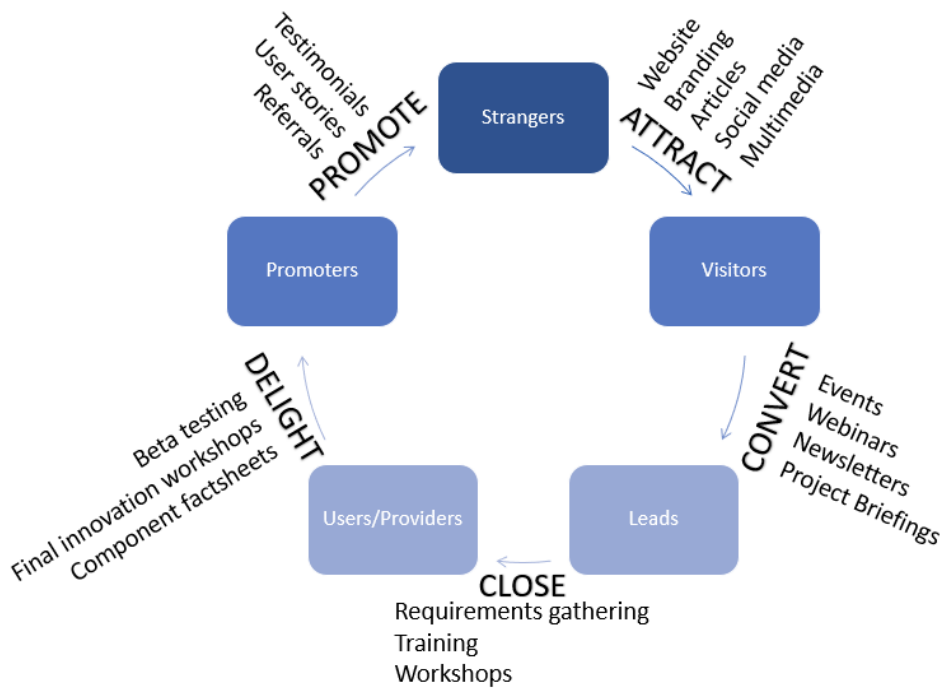 Strangers
ATTRACT
Website
Branding
Articles
Social media
Multimedia
Visitors
CONVERT
Events
Webinars
Newsletters
Project Briefings
Leads
CLOSE
Requirements gathering
Training
Workshops
Users/Providers
DELIGHT
Beta testing
Final innovation workshops
Component factsheets
Promoters
PROMOTE
Testimonials
User stories
Referrals